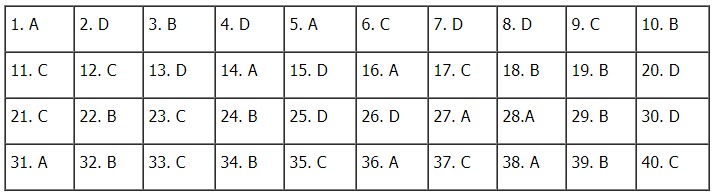 1. A 2. D 3. B 4. D 5. A 6. C 7. D 8. D 9. C 10. B
11. C 12. C 13. D 14. A 15. D 16. A 17. C 18. B 19. B 20. D
21. C 22. B 23. C 24. B 25. D 26. D 27. A 28.A 29. B 30. D
31. A 32. B 33. C 34. B 35. C 36. A 37. C 38. A 39. B 40. C